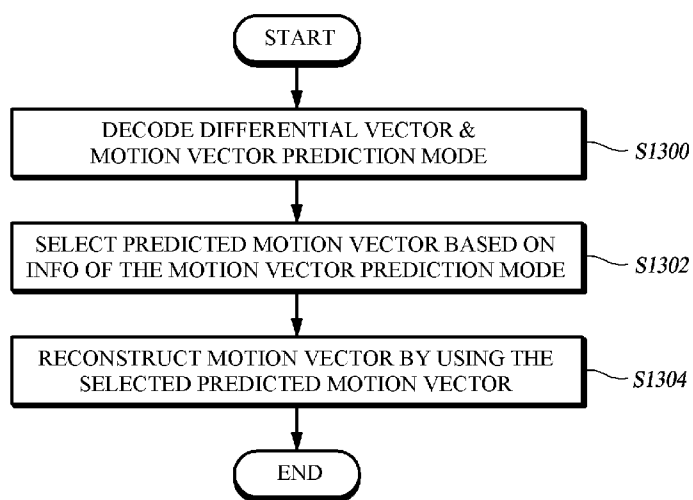 START
DECODE DIFFERENTIAL VECTOR &
MOTION VECTOR PREDICTION MODE
S1300
SELECT PREDICTED MOTION VECTOR BASED ON
INFO OF THE MOTION VECTOR PREDICTION MODE
S1302
RECONSTRUCT MOTION VECTOR BY USING THE
SELECTED PREDICTED MOTION VECTOR
S1304
END